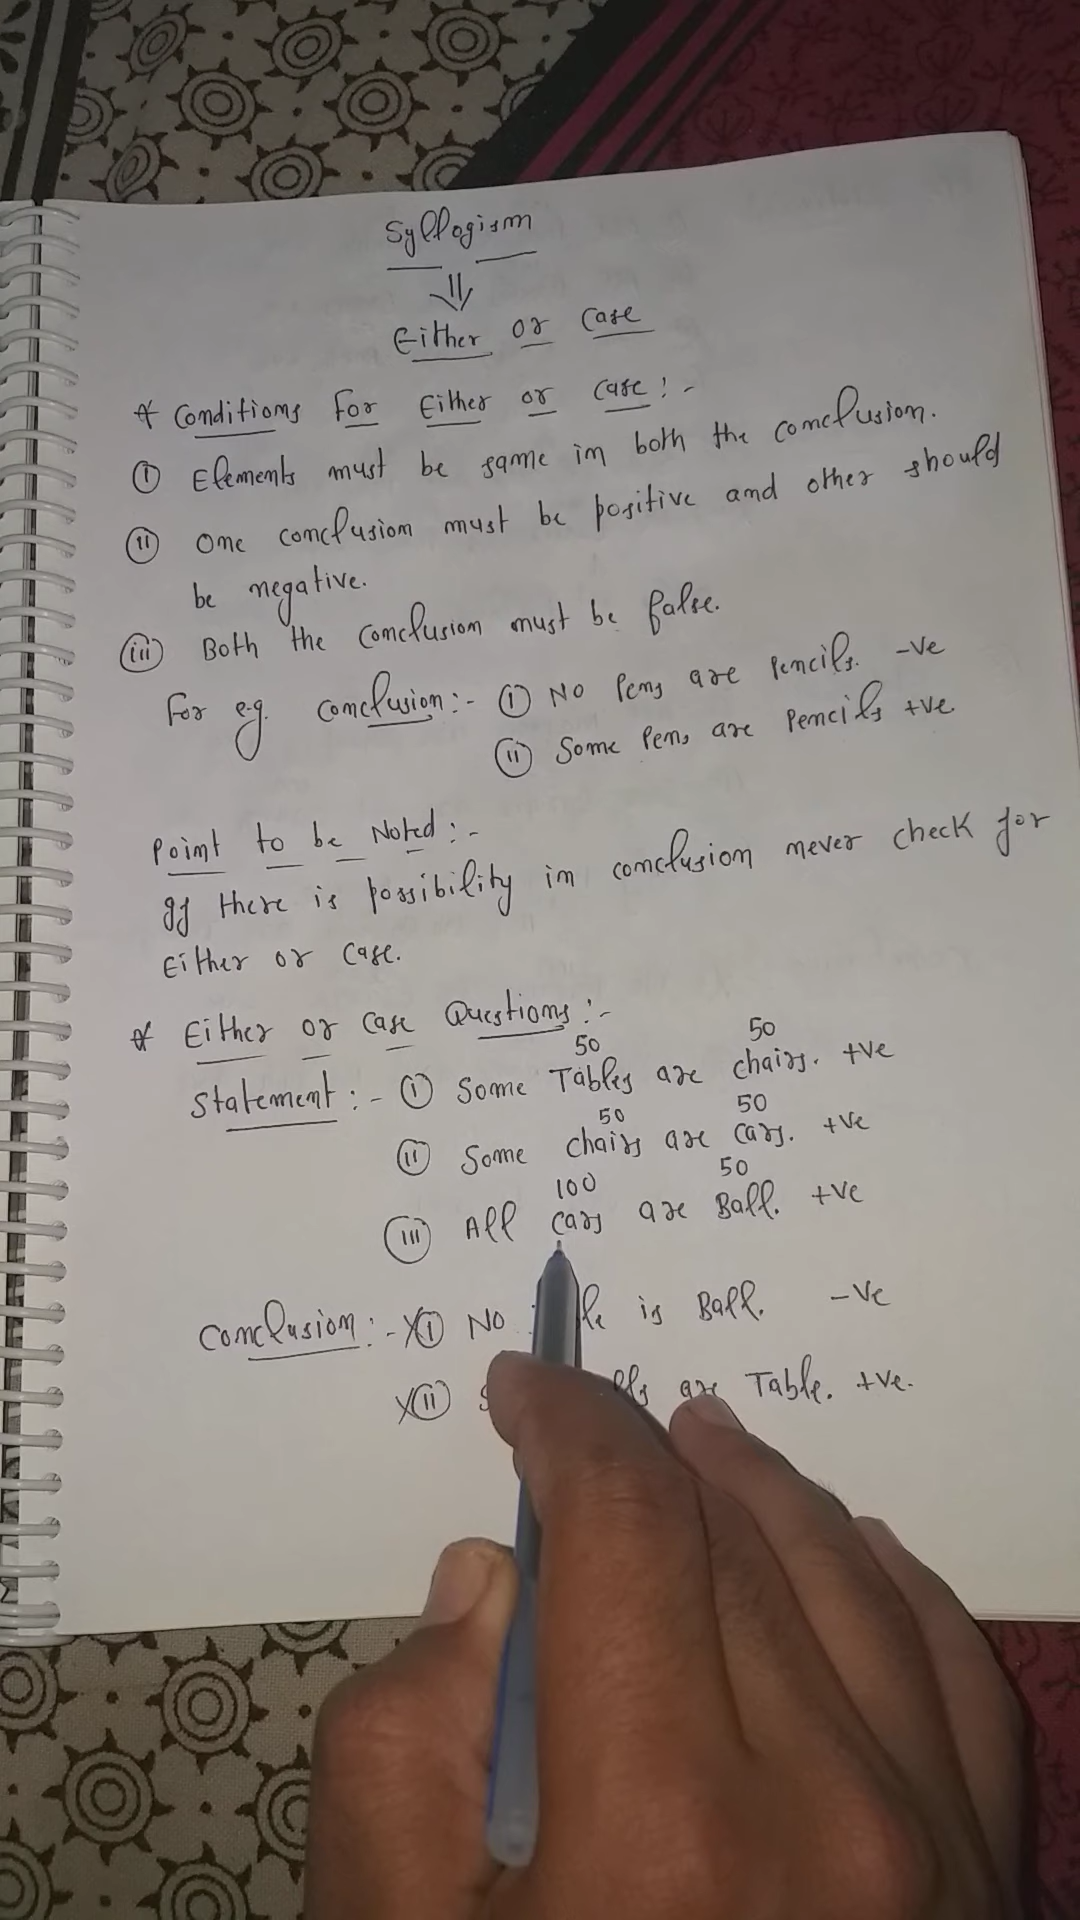 Syllogism
⇓
Either or Case
* Conditions For Either or Case :-
(i) Elements must be same in both the conclusion.
(ii) One conclusion must be positive and other should
be negative.
(iii) Both the conclusion must be false.
For e.g. Conclusion :- (i) No Pens are Pencils. -ve
(ii) Some Pens are Pencils +ve
Point to be Noted :-
If there is possibility in conclusion never check for
Either or Case.
* Either or Case Questions :-
50 50
Statement :- (i) Some Tables are chairs. +ve
50 50
(ii) Some chairs are Cars. +ve
100 50
(iii) All Cars are Ball. +ve
Conclusion :- X(i) No is Ball. -ve
X(ii) are Table. +ve.